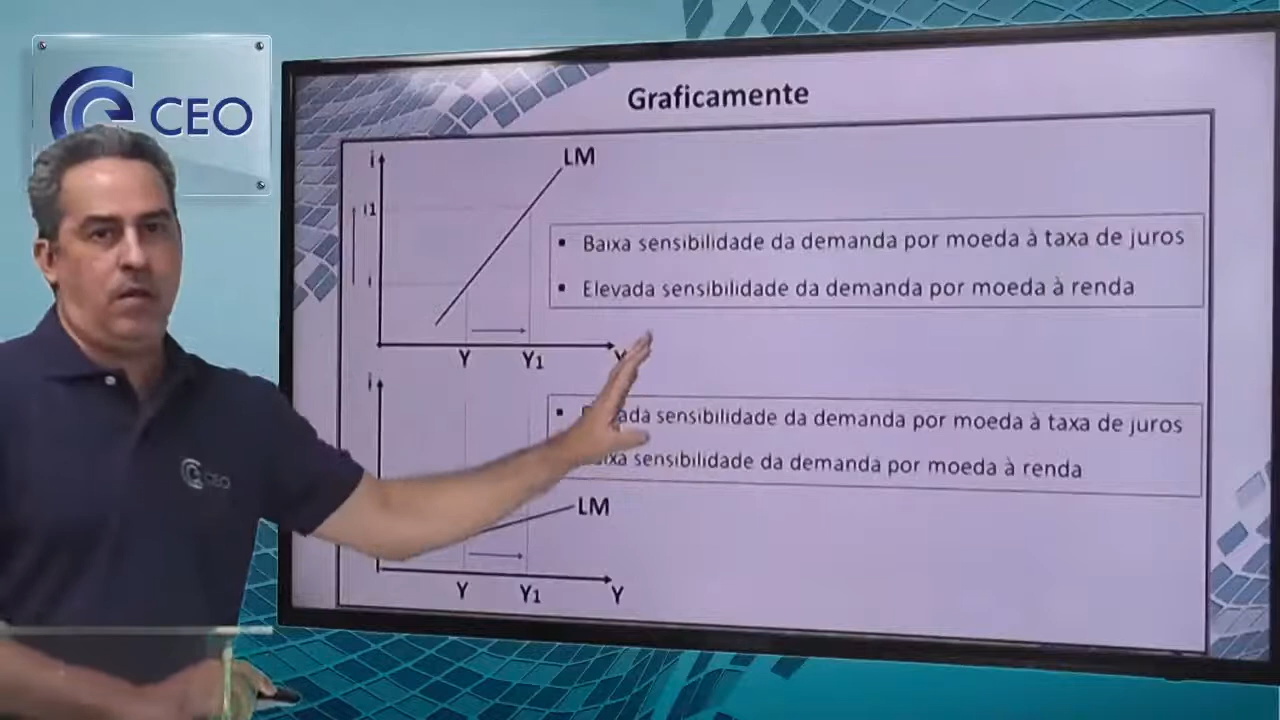 CEO
Graficamente
i
LM
i1
i
Baixa sensibilidade da demanda por moeda à taxa de juros
Elevada sensibilidade da demanda por moeda à renda
Y
Y1
Y
i
sensibilidade da demanda por moeda à taxa de juros
sensibilidade da demanda por moeda à renda
LM
Y
Y1
Y
CEO